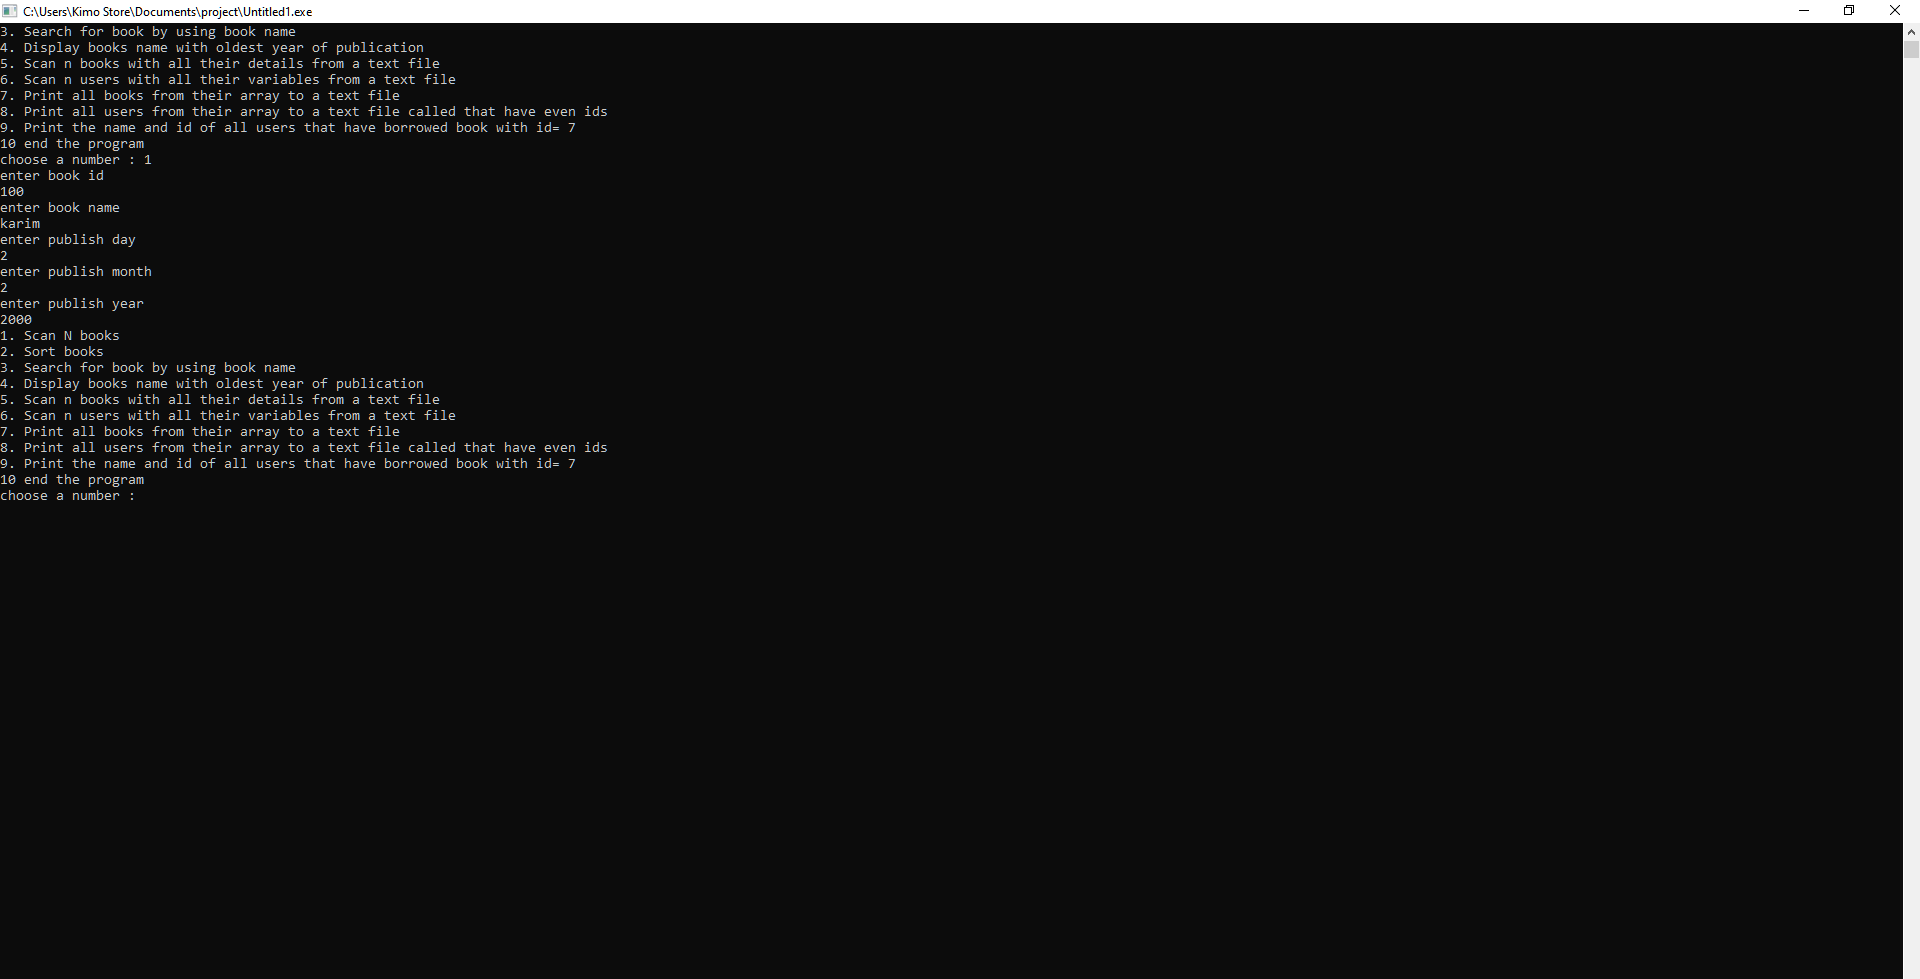 C:\Users\Kimo Store\Documents\project\Untitled1.exe
3. Search for book by using book name
4. Display books name with oldest year of publication
5. Scan n books with all their details from a text file
6. Scan n users with all their variables from a text file
7. Print all books from their array to a text file
8. Print all users from their array to a text file called that have even ids
9. Print the name and id of all users that have borrowed book with id= 7
10 end the program
choose a number : 1
enter book id
100
enter book name
karim
enter publish day
2
enter publish month
2
enter publish year
2000
1. Scan N books
2. Sort books
3. Search for book by using book name
4. Display books name with oldest year of publication
5. Scan n books with all their details from a text file
6. Scan n users with all their variables from a text file
7. Print all books from their array to a text file
8. Print all users from their array to a text file called that have even ids
9. Print the name and id of all users that have borrowed book with id= 7
10 end the program
choose a number :